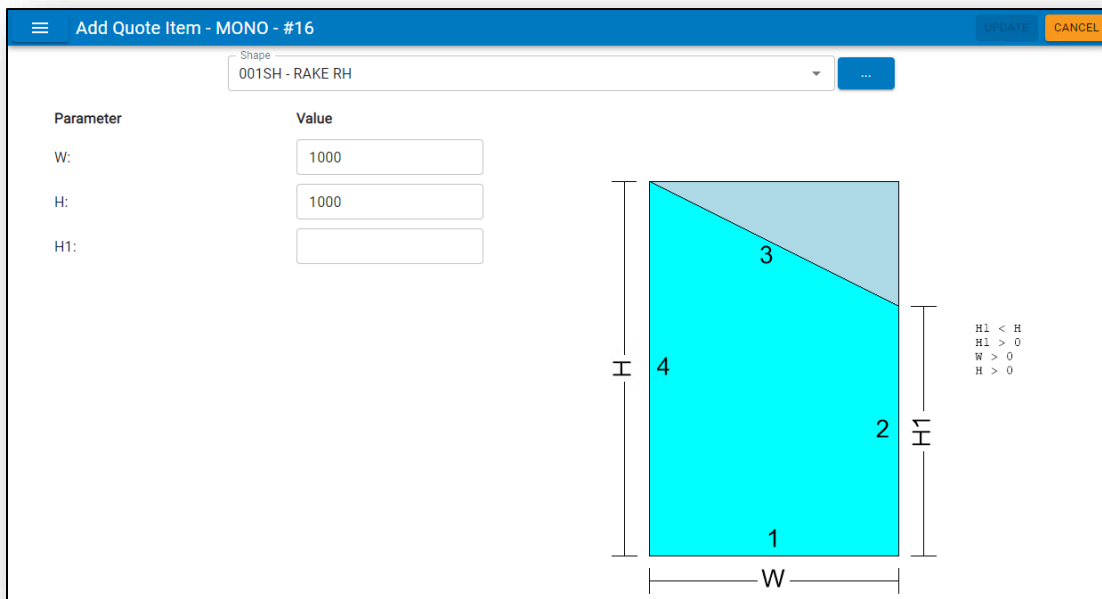 Add Quote Item - MONO - #16
UPDATE
CANCEL
Shape
001SH - RAKE RH
...
Parameter
Value
W:
1000
H:
1000
H1:
3
H
4
2
H1
H1 < H
H1 > 0
W > 0
H > 0
1
W